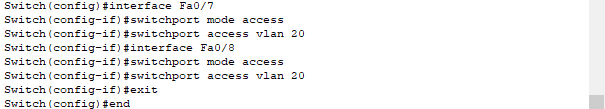 Switch(config)#interface Fa0/7
Switch(config-if)#switchport mode access
Switch(config-if)#switchport access vlan 20
Switch(config-if)#interface Fa0/8
Switch(config-if)#switchport mode access
Switch(config-if)#switchport access vlan 20
Switch(config-if)#exit
Switch(config)#end